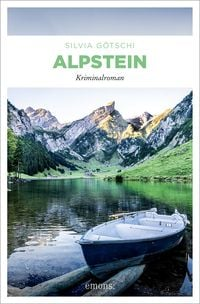 SILVIA GÖTSCHI
ALPSTEIN
Kriminalroman
emons: